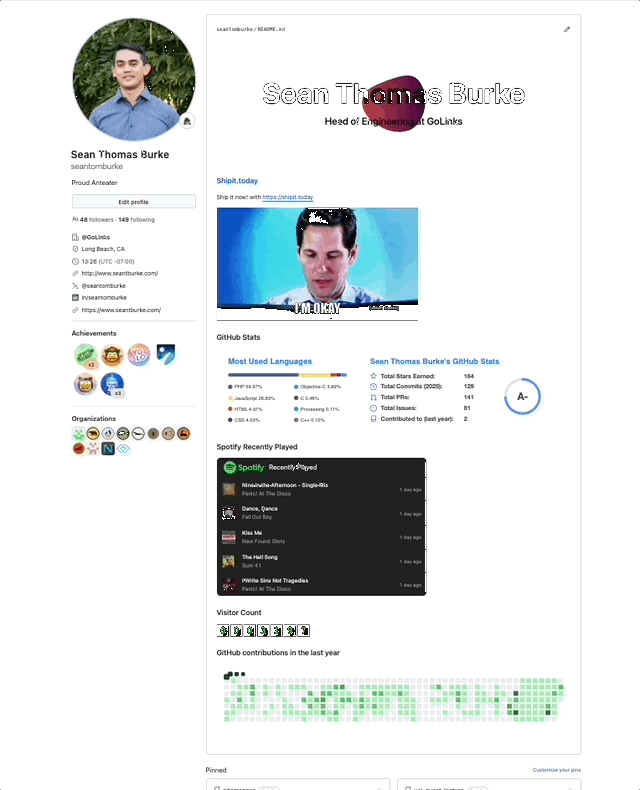 Sean Thomas Burke
seantomburke
Proud Anteater
Edit profile
48 followers · 149 following
@GoLinks
Long Beach, CA
13:26 (UTC -07:00)
http://www.seantburke.com/
@seantomburke
in/seantomburke
https://www.seantburke.com/
Achievements
x2
x3
Organizations
seantomburke / README.md
Sean Thomas Burke
Head of Engineering at GoLinks
Shipit.today
Ship it now! with https://shipit.today
I'M OKAY
GitHub Stats
Most Used Languages
PHP 59.67%
Objective-C 3.89%
JavaScript 26.83%
C 0.46%
HTML 4.91%
Processing 0.11%
CSS 4.03%
C++ 0.10%
Sean Thomas Burke's GitHub Stats
Total Stars Earned: 164
Total Commits (2025): 129
Total PRs: 141
Total Issues: 81
Contributed to (last year): 2
A-
Spotify Recently Played
Spotify Recently Played
Nine in the Afternoon - Single Mix
Panic! At The Disco
1 day ago
Dance, Dance
Fall Out Boy
1 day ago
Kiss Me
New Found Glory
1 day ago
The Hell Song
Sum 41
1 day ago
I Write Sins Not Tragedies
Panic! At The Disco
1 day ago
Visitor Count
GitHub contributions in the last year
Pinned
Customize your pins